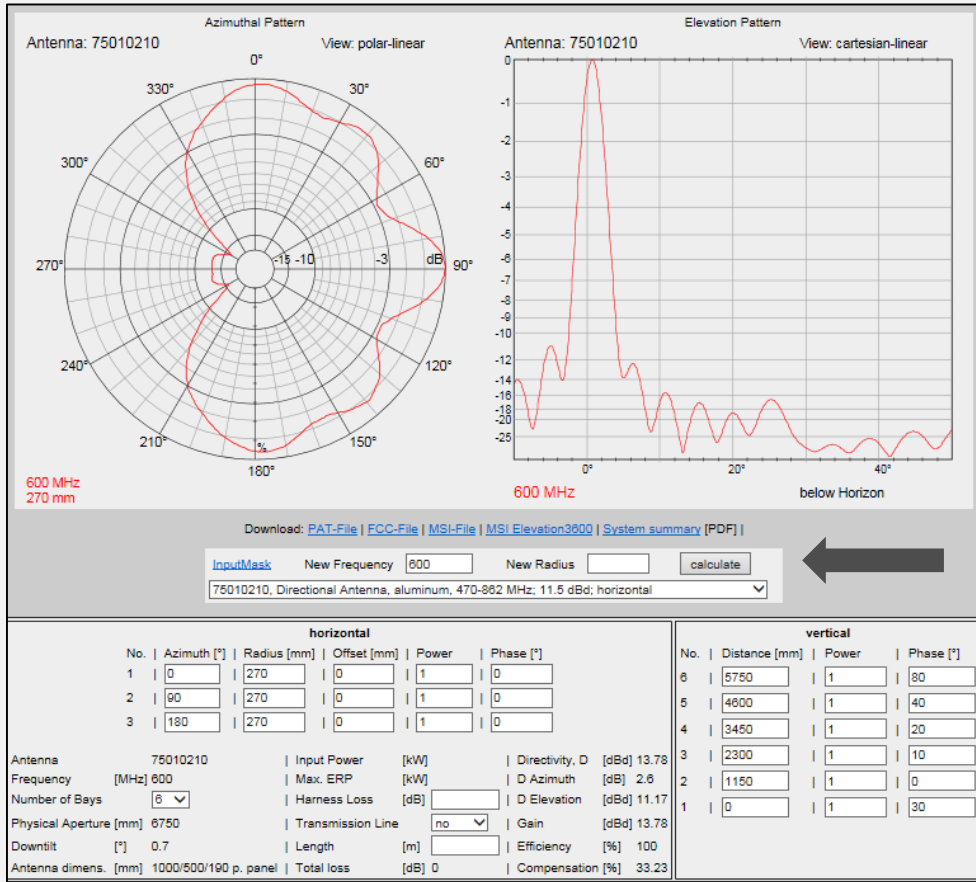 Azimuthal Pattern
Antenna: 75010210 View: polar-linear
0°
330° 30°
300° 60°
270° -15 -10 -3 dB 90°
240° 120°
210° 150°
%
180°
600 MHz
270 mm
Elevation Pattern
Antenna: 75010210 View: cartesian-linear
0
-1
-2
-3
-4
-5
-6
-7
-8
-9
-10
-12
-14
-16
-18
-20
-25
0° 20° 40°
600 MHz below Horizon
Download: PAT-File | FCC-File | MSI-File | MSI Elevation3600 | System summary [PDF] |
InputMask New Frequency 600 New Radius calculate
75010210, Directional Antenna, aluminum, 470-862 MHz; 11.5 dBd; horizontal
horizontal
No. | Azimuth [°] | Radius [mm] | Offset [mm] | Power | Phase [°]
1 | 0 | 270 | 0 | 1 | 0
2 | 90 | 270 | 0 | 1 | 0
3 | 180 | 270 | 0 | 1 | 0
Antenna 75010210 | Input Power [kW] | Directivity, D [dBd] 13.78
Frequency [MHz] 600 | Max. ERP [kW] | D Azimuth [dB] 2.6
Number of Bays 6 | Harness Loss [dB] | D Elevation [dBd] 11.17
Physical Aperture [mm] 6750 | Transmission Line no | Gain [dBd] 13.78
Downtilt [°] 0.7 | Length [m] | Efficiency [%] 100
Antenna dimens. [mm] 1000/500/190 p. panel | Total loss [dB] 0 | Compensation [%] 33.23
vertical
No. | Distance [mm] | Power | Phase [°]
6 | 5750 | 1 | 80
5 | 4600 | 1 | 40
4 | 3450 | 1 | 20
3 | 2300 | 1 | 10
2 | 1150 | 1 | 0
1 | 0 | 1 | 30